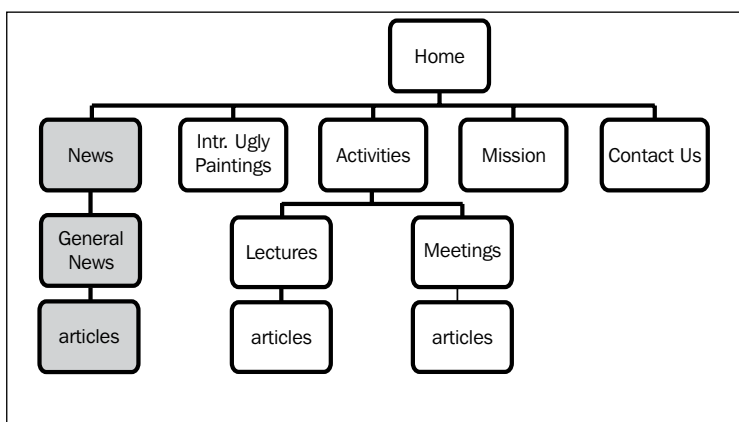 Home
News
Intr. Ugly
Paintings
Activities
Mission
Contact Us
General
News
Lectures
Meetings
articles
articles
articles